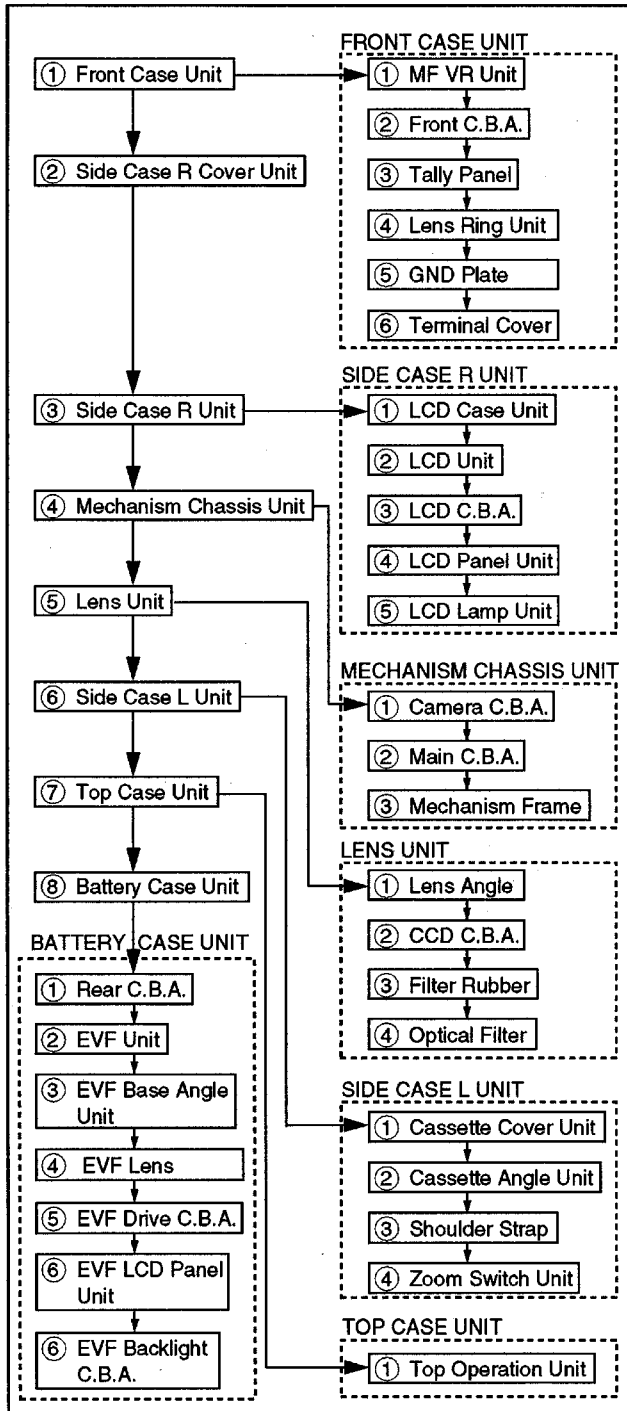 ① Front Case Unit
② Side Case R Cover Unit
③ Side Case R Unit
④ Mechanism Chassis Unit
⑤ Lens Unit
⑥ Side Case L Unit
⑦ Top Case Unit
⑧ Battery Case Unit
BATTERY CASE UNIT
① Rear C.B.A.
② EVF Unit
③ EVF Base Angle
Unit
④ EVF Lens
⑤ EVF Drive C.B.A.
⑥ EVF LCD Panel
Unit
⑥ EVF Backlight
C.B.A.
FRONT CASE UNIT
① MF VR Unit
② Front C.B.A.
③ Tally Panel
④ Lens Ring Unit
⑤ GND Plate
⑥ Terminal Cover
SIDE CASE R UNIT
① LCD Case Unit
② LCD Unit
③ LCD C.B.A.
④ LCD Panel Unit
⑤ LCD Lamp Unit
MECHANISM CHASSIS UNIT
① Camera C.B.A.
② Main C.B.A.
③ Mechanism Frame
LENS UNIT
① Lens Angle
② CCD C.B.A.
③ Filter Rubber
④ Optical Filter
SIDE CASE L UNIT
① Cassette Cover Unit
② Cassette Angle Unit
③ Shoulder Strap
④ Zoom Switch Unit
TOP CASE UNIT
① Top Operation Unit